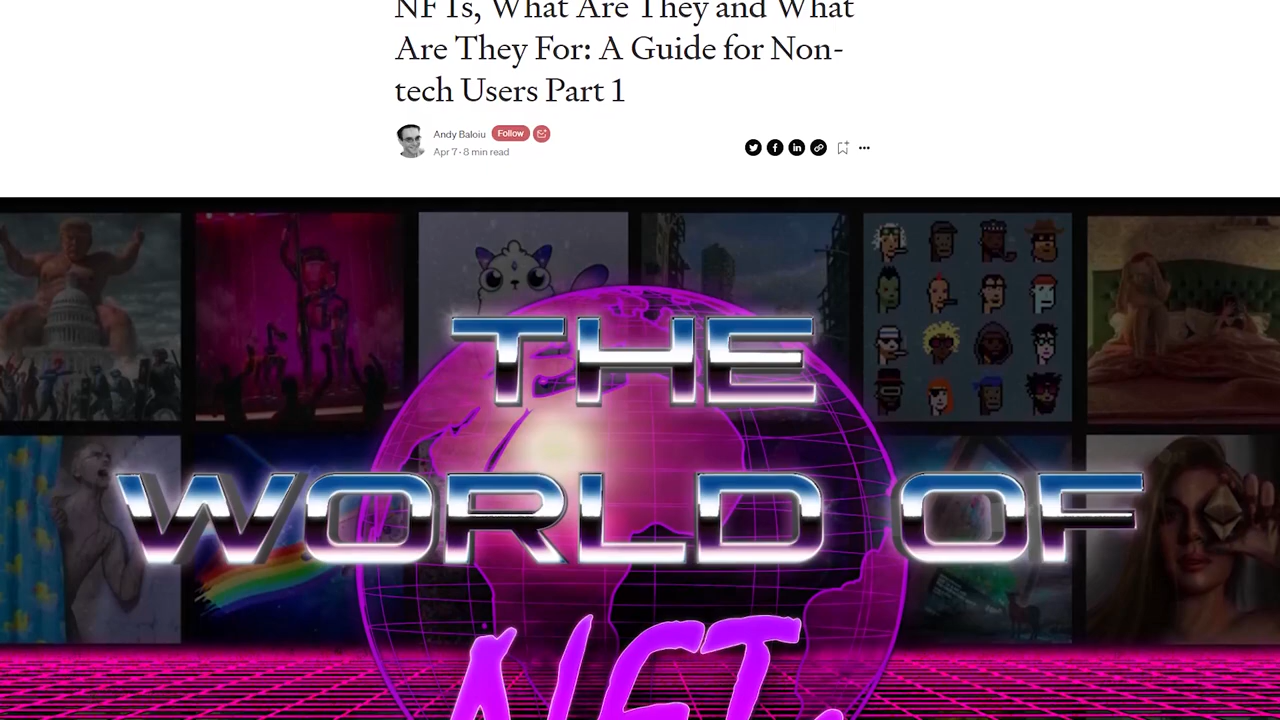 NFTs, What Are They and What
Are They For: A Guide for Non-
tech Users Part 1
Andy Baloiu Follow
Apr 7 · 8 min read
THE
WORLD OF
NFT